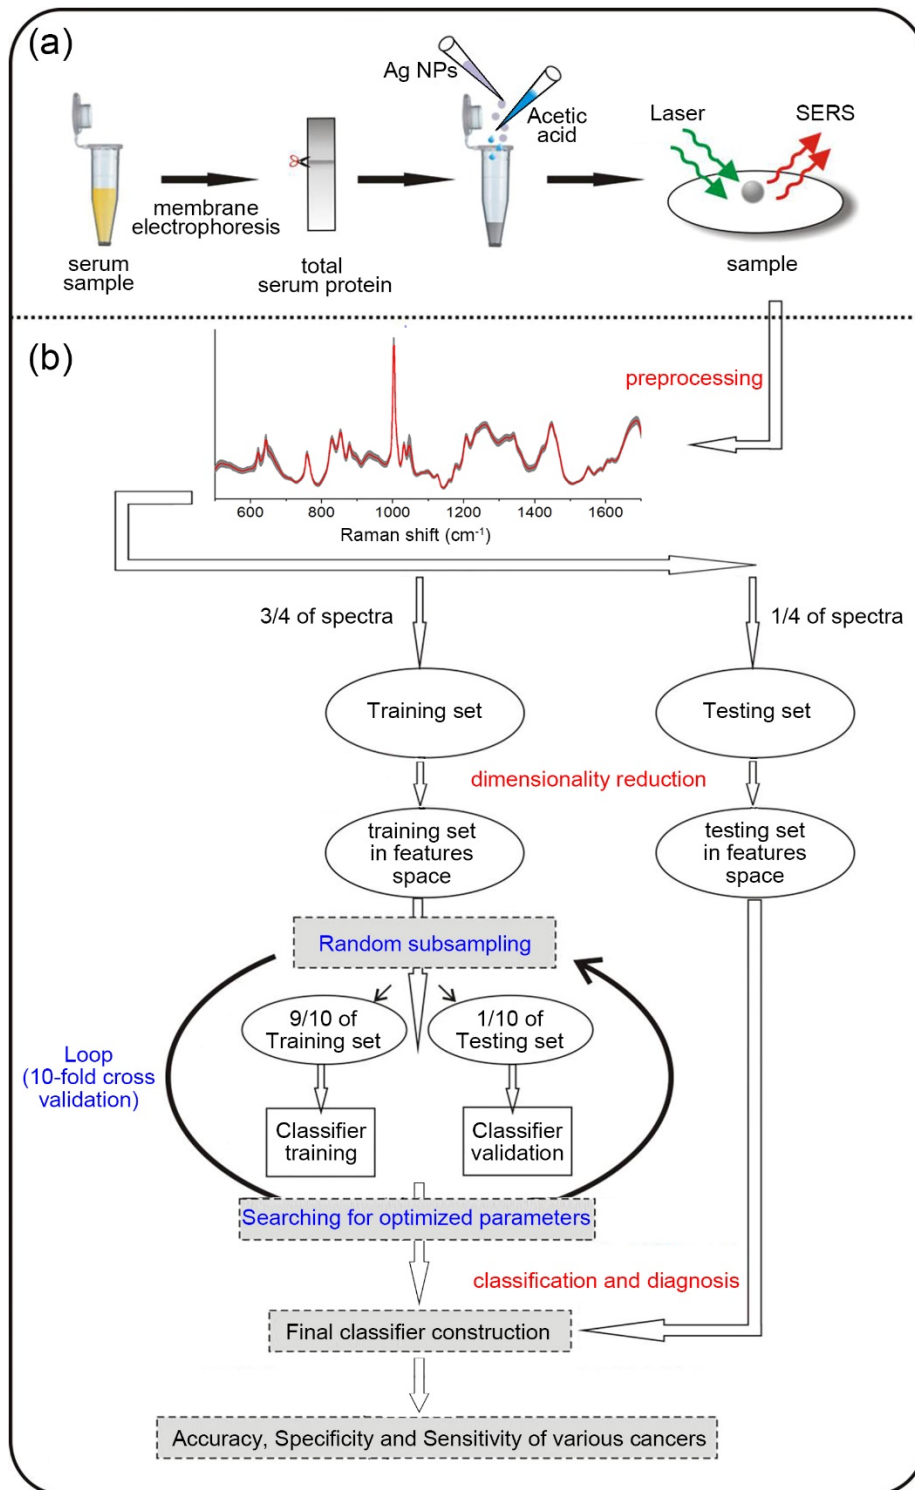 (a)
Ag NPs
Acetic
acid
Laser
SERS
membrane
electrophoresis
serum
sample
total
serum protein
sample
(b)
preprocessing
600
800
1000
1200
1400
1600
Raman shift (cm⁻¹)
3/4 of spectra
1/4 of spectra
Training set
Testing set
dimensionality reduction
training set
in features
space
testing set
in features
space
Random subsampling
9/10 of
Training set
1/10 of
Testing set
Loop
(10-fold cross
validation)
Classifier
training
Classifier
validation
Searching for optimized parameters
classification and diagnosis
Final classifier construction
Accuracy, Specificity and Sensitivity of various cancers